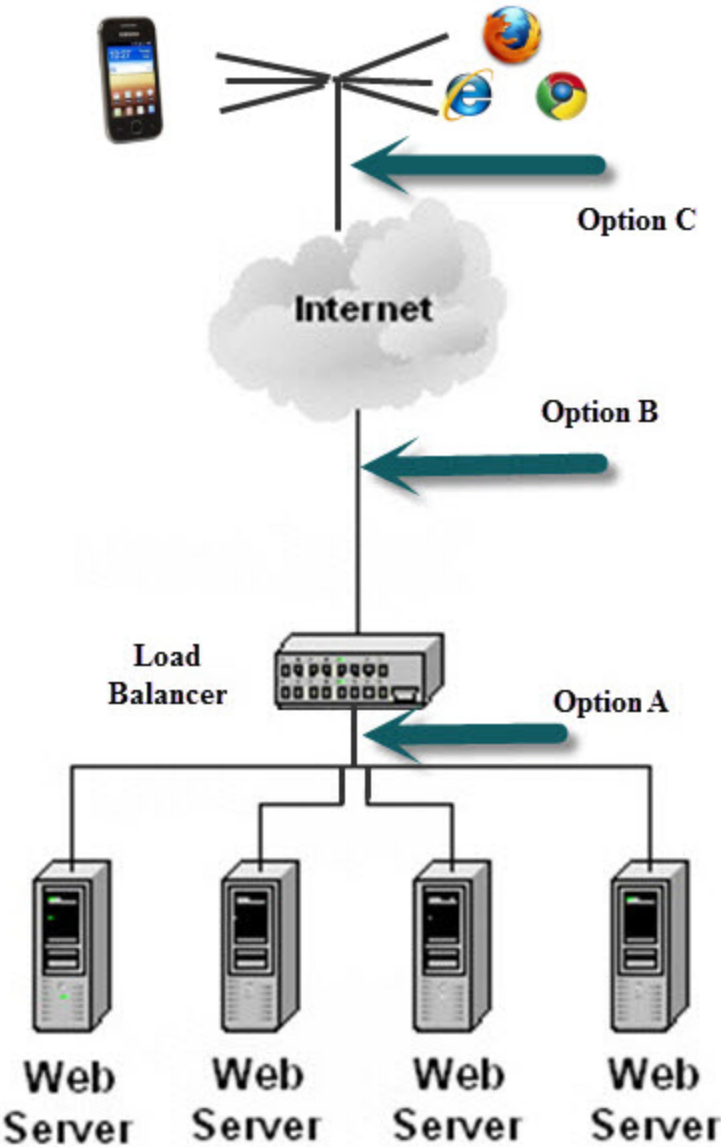 Option C
Internet
Option B
Load
Balancer
Option A
Web
Server
Web
Server
Web
Server
Web
Server